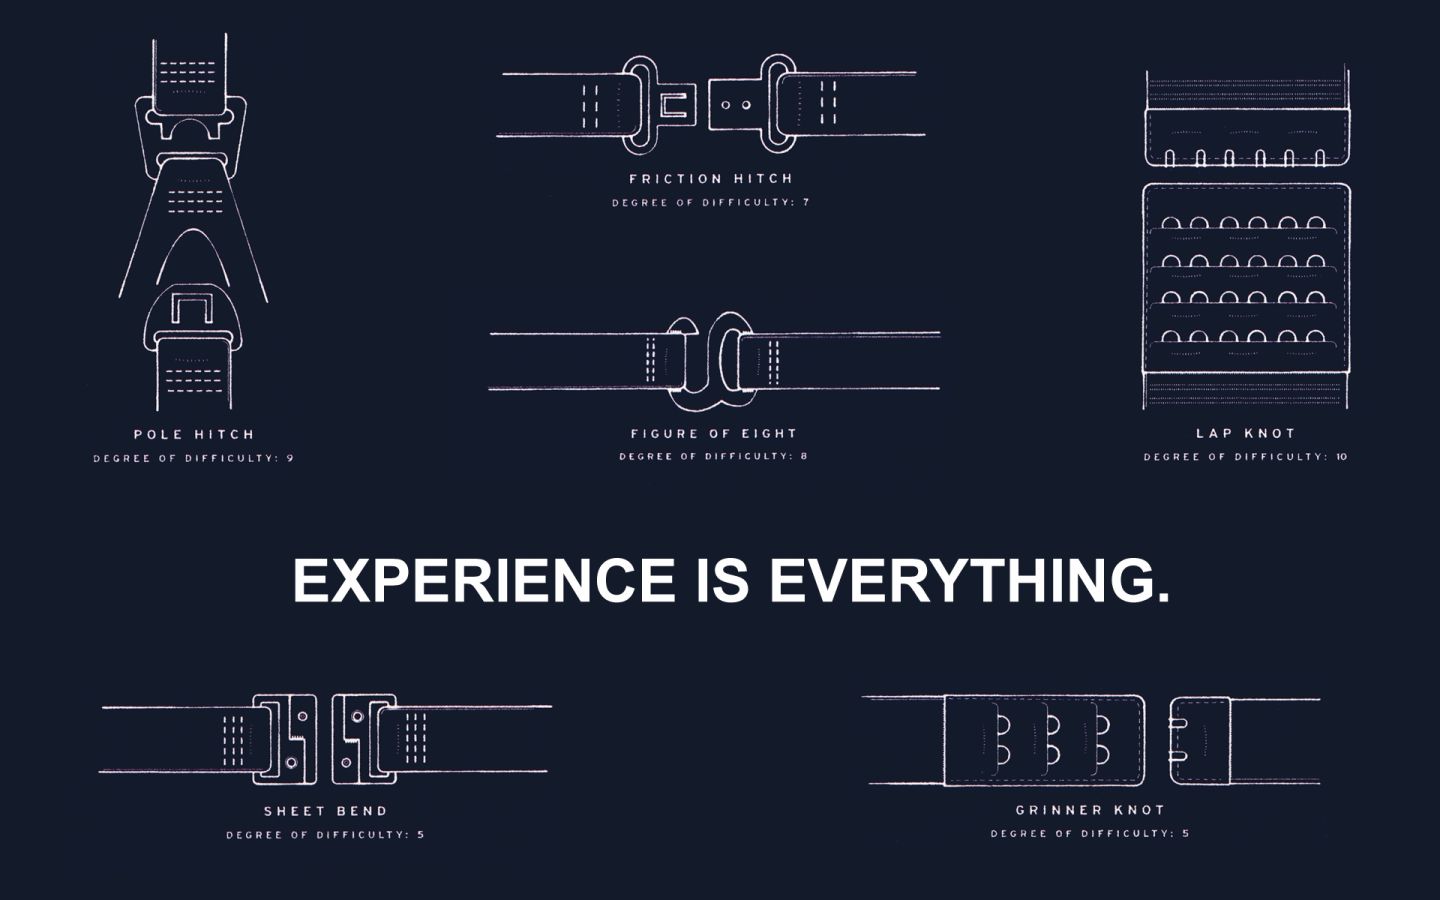 FRICTION HITCH
DEGREE OF DIFFICULTY: 7
POLE HITCH
DEGREE OF DIFFICULTY: 9
FIGURE OF EIGHT
DEGREE OF DIFFICULTY: 8
LAP KNOT
DEGREE OF DIFFICULTY: 10
EXPERIENCE IS EVERYTHING.
SHEET BEND
DEGREE OF DIFFICULTY: 5
GRINNER KNOT
DEGREE OF DIFFICULTY: 5